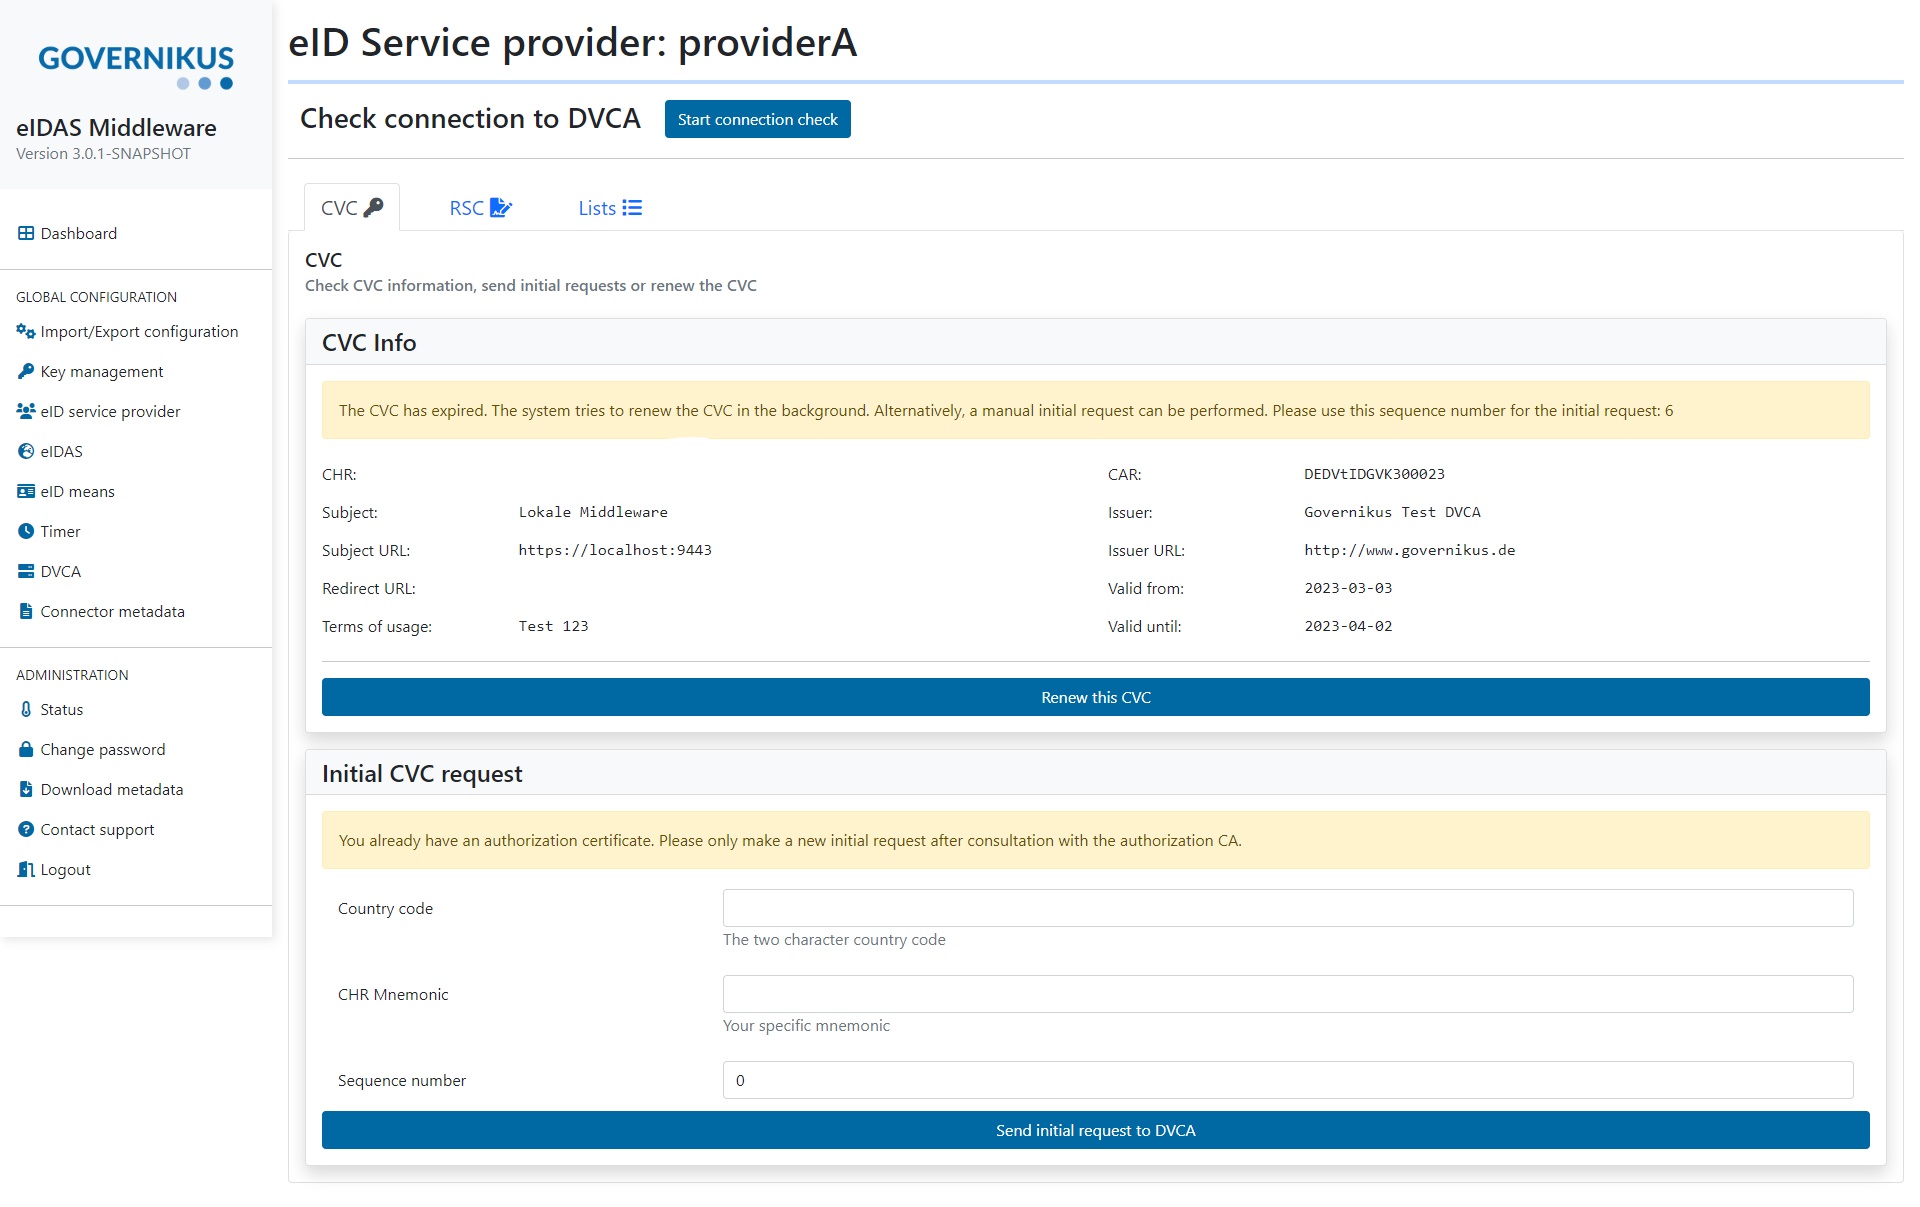 GOVERNIKUS
eIDAS Middleware
Version 3.0.1-SNAPSHOT
Dashboard
GLOBAL CONFIGURATION
Import/Export configuration
Key management
eID service provider
eIDAS
eID means
Timer
DVCA
Connector metadata
ADMINISTRATION
Status
Change password
Download metadata
Contact support
Logout
eID Service provider: providerA
Check connection to DVCA Start connection check
CVC RSC Lists
CVC
Check CVC information, send initial requests or renew the CVC
CVC Info
The CVC has expired. The system tries to renew the CVC in the background. Alternatively, a manual initial request can be performed. Please use this sequence number for the initial request: 6
CHR: CAR: DEDVtIDGVK300023
Subject: Lokale Middleware Issuer: Governikus Test DVCA
Subject URL: https://localhost:9443 Issuer URL: http://www.governikus.de
Redirect URL: Valid from: 2023-03-03
Terms of usage: Test 123 Valid until: 2023-04-02
Renew this CVC
Initial CVC request
You already have an authorization certificate. Please only make a new initial request after consultation with the authorization CA.
Country code
The two character country code
CHR Mnemonic
Your specific mnemonic
Sequence number 0
Send initial request to DVCA